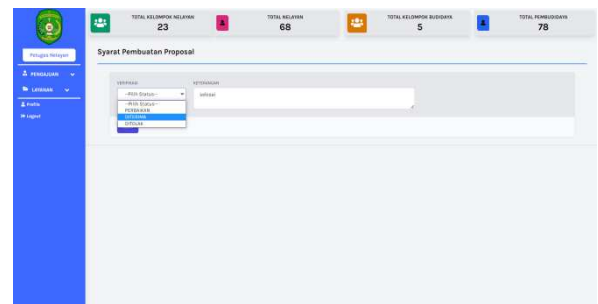 TOTAL KELOMPOK NELAYAN
23
TOTAL NELAYAN
68
TOTAL KELOMPOK BUDIDAYA
5
TOTAL PEMBUDIDAYA
78
Petugas Nelayan
PENGAJUAN
LAYANAN
Profile
Logout
Syarat Pembuatan Proposal
VERIFIKASI
KETERANGAN
--Pilih Status--
selesai
--Pilih Status--
PERBAIKAN
DITERIMA
DITOLAK